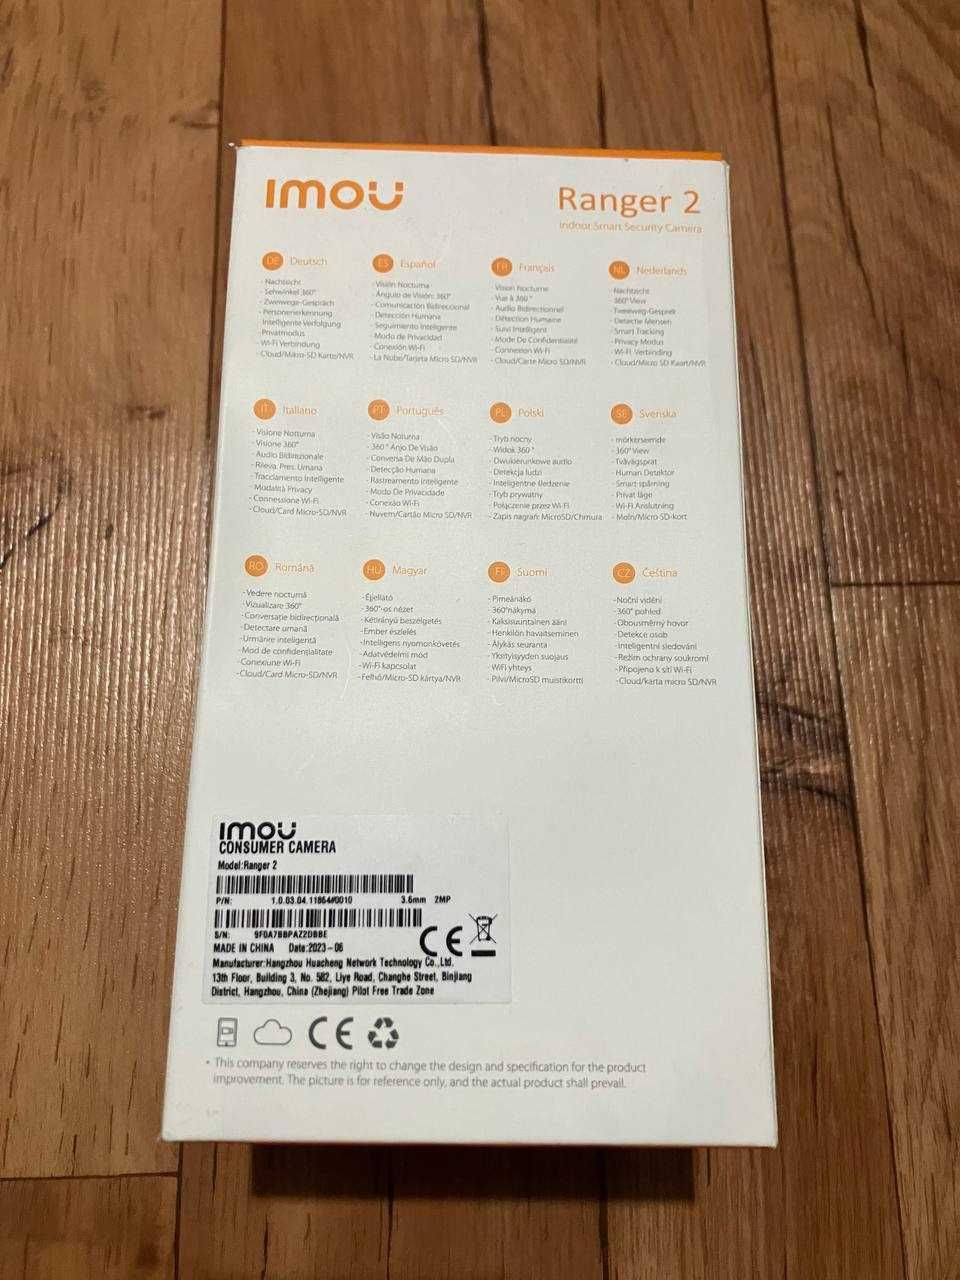 imou
Ranger 2
Indoor Smart Security Camera
DE Deutsch
- Nachtsicht
- Sehwinkel 360°
- Zweiwege-Gespräch
- Personenerkennung
- Intelligente Verfolgung
- Privatmodus
- Wi-Fi Verbindung
- Cloud/Mikro-SD Karte/NVR
ES Español
- Visión Nocturna
- Ángulo de Visión: 360°
- Comunicación Bidireccional
- Detección Humana
- Seguimiento Inteligente
- Modo de Privacidad
- Conexión Wi-Fi
- La Nube/Tarjeta Micro SD/NVR
FR Français
- Vision Nocturne
- Vue à 360°
- Audio Bidirectionnel
- Détection Humaine
- Suivi Intelligent
- Mode De Confidentialité
- Connexion Wi-Fi
- Cloud/Carte Micro SD/NVR
NL Nederlands
- Nachtzicht
- 360° View
- Tweeweg-Gesprek
- Detectie Mensen
- Smart Tracking
- Privacy Modus
- Wi-Fi Verbinding
- Cloud/Micro SD Kaart/NVR
IT Italiano
- Visione Notturna
- Visione 360°
- Audio Bidirezionale
- Rileva. Pres. Umana
- Tracciamento Intelligente
- Modalità Privacy
- Connessione Wi-Fi
- Cloud/Card Micro-SD/NVR
PT Português
- Visão Noturna
- 360° Anjo De Visão
- Conversa De Mão Dupla
- Detecção Humana
- Rastreamento Inteligente
- Modo De Privacidade
- Conexão Wi-Fi
- Nuvem/Cartão Micro SD/NVR
PL Polski
- Tryb nocny
- Widok 360°
- Dwukierunkowe audio
- Detekcja ludzi
- Inteligentne śledzenie
- Tryb prywatny
- Połączenie przez Wi-Fi
- Zapis nagrań: MicroSD/Chmura
SE Svenska
- mörkerseende
- 360° View
- Tvåvägsprat
- Human Detektor
- Smart spårning
- Privat läge
- Wi-Fi Anslutning
- Moln/Micro SD-kort
RO Română
- Vedere nocturnă
- Vizualizare 360°
- Conversație bidirecțională
- Detectare umană
- Urmărire inteligentă
- Mod de confidențialitate
- Conexiune Wi-Fi
- Cloud/Card Micro-SD/NVR
HU Magyar
- Éjjellátó
- 360°-os nézet
- Kétirányú beszélgetés
- Ember észlelés
- Intelligens nyomonkövetés
- Adatvédelmi mód
- Wi-Fi kapcsolat
- Felhő/Micro-SD kártya/NVR
FI Suomi
- Pimeänäkö
- 360°näkymä
- Kaksisuuntainen ääni
- Henkilön havaitseminen
- Älykäs seuranta
- Yksityisyyden suojaus
- WiFi yhteys
- Pilvi/MicroSD muistikortti
CZ Čeština
- Noční vidění
- 360° pohled
- Obousměrný hovor
- Detekce osob
- Inteligentní sledování
- Režim ochrany soukromí
- Připojeno k síti Wi-Fi
- Cloud/karta micro SD/NVR
imou
CONSUMER CAMERA
Model:Ranger 2
P/N: 1.0.03.04.11864#0010 3.6mm 2MP
S/N: 9F0A7BBPAZ2DBBE
MADE IN CHINA Date:2023-06
CE
Manufacturer:Hangzhou Huacheng Network Technology Co.,Ltd.
13th Floor, Building 3, No. 582, Liye Road, Changhe Street, Binjiang
District, Hangzhou, China (Zhejiang) Pilot Free Trade Zone
CE
• This company reserves the right to change the design and specification for the product
improvement. The picture is for reference only, and the actual product shall prevail.